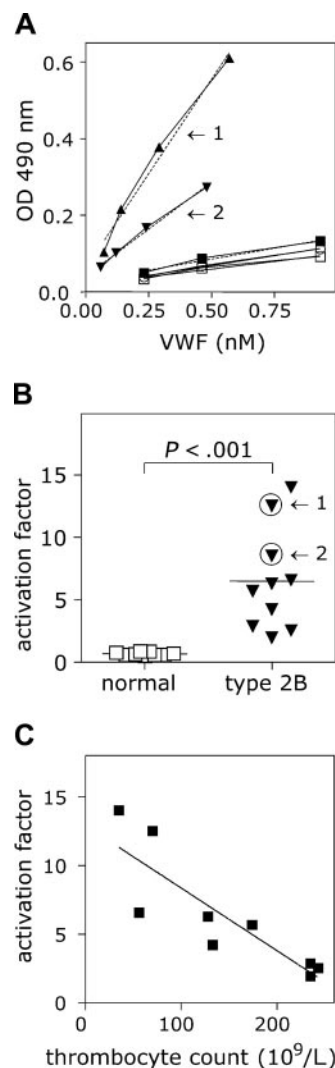 A
OD 490 nm
0.6
0.4
0.2
0.0
← 1
← 2
0.00 0.25 0.50 0.75
VWF (nM)
B
activation factor
P < .001
15
10
5
0
← 1
← 2
normal type 2B
C
activation factor
15
10
5
0
0 100 200
thrombocyte count (10⁹/L)